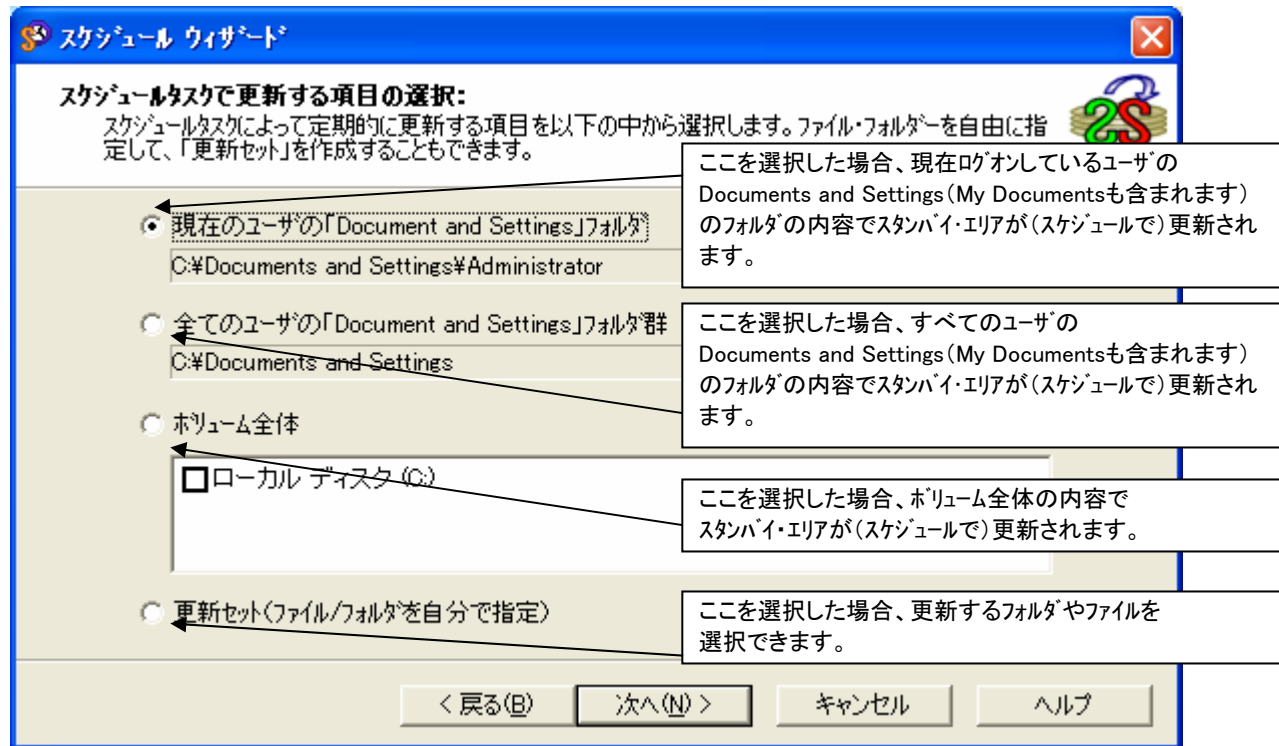 スケジュール ウィザード
スケジュールタスクで更新する項目の選択:
スケジュールタスクによって定期的に更新する項目を以下の中から選択します。ファイル・フォルダーを自由に指
定して、「更新セット」を作成することもできます。
2S
ここを選択した場合、現在ログオンしているユーザの
Documents and Settings(My Documentsも含まれます)
のフォルダの内容でスタンバイ・エリアが(スケジュールで)更新され
ます。
現在のユーザの「Document and Settings」フォルダ
C:¥Documents and Settings¥Administrator
全てのユーザの「Document and Settings」フォルダ群
C:¥Documents and Settings
ここを選択した場合、すべてのユーザの
Documents and Settings(My Documentsも含まれます)
のフォルダの内容でスタンバイ・エリアが(スケジュールで)更新され
ます。
ボリューム全体
ローカル ディスク (C:)
ここを選択した場合、ボリューム全体の内容で
スタンバイ・エリアが(スケジュールで)更新されます。
更新セット(ファイル/フォルダを自分で指定)
ここを選択した場合、更新するフォルダやファイルを
選択できます。
< 戻る(B)
次へ(N) >
キャンセル
ヘルプ